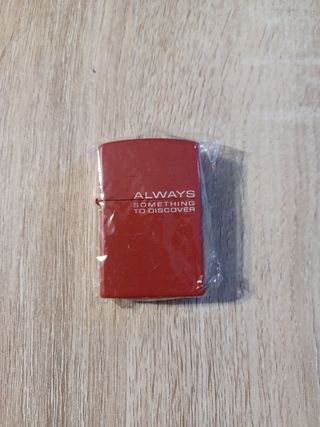 ALWAYS
SOMETHING
TO DISCOVER